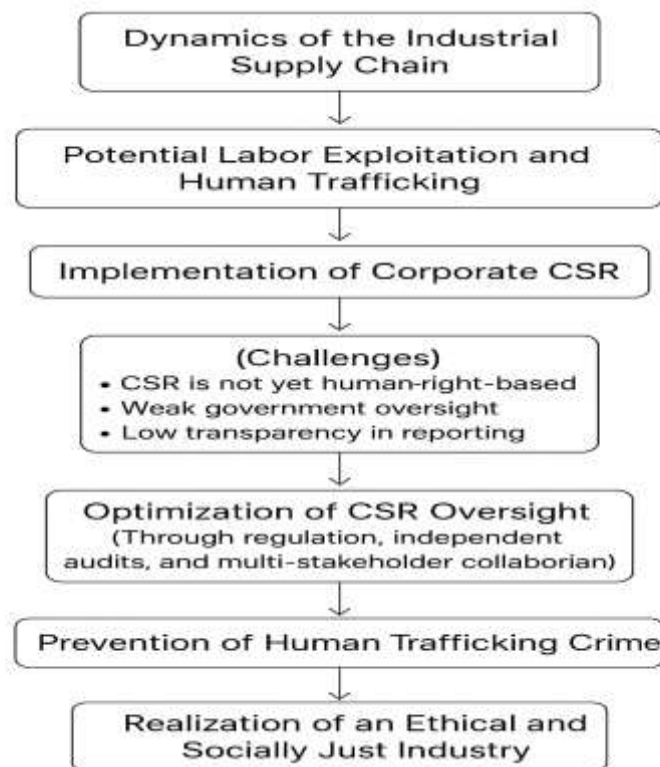 Dynamics of the Industrial
Supply Chain
Potential Labor Exploitation and
Human Trafficking
Implementation of Corporate CSR
(Challenges)
• CSR is not yet human-right-based
• Weak government oversight
• Low transparency in reporting
Optimization of CSR Oversight
(Through regulation, independent
audits, and multi-stakeholder collaborian)
Prevention of Human Trafficking Crime
Realization of an Ethical and
Socially Just Industry